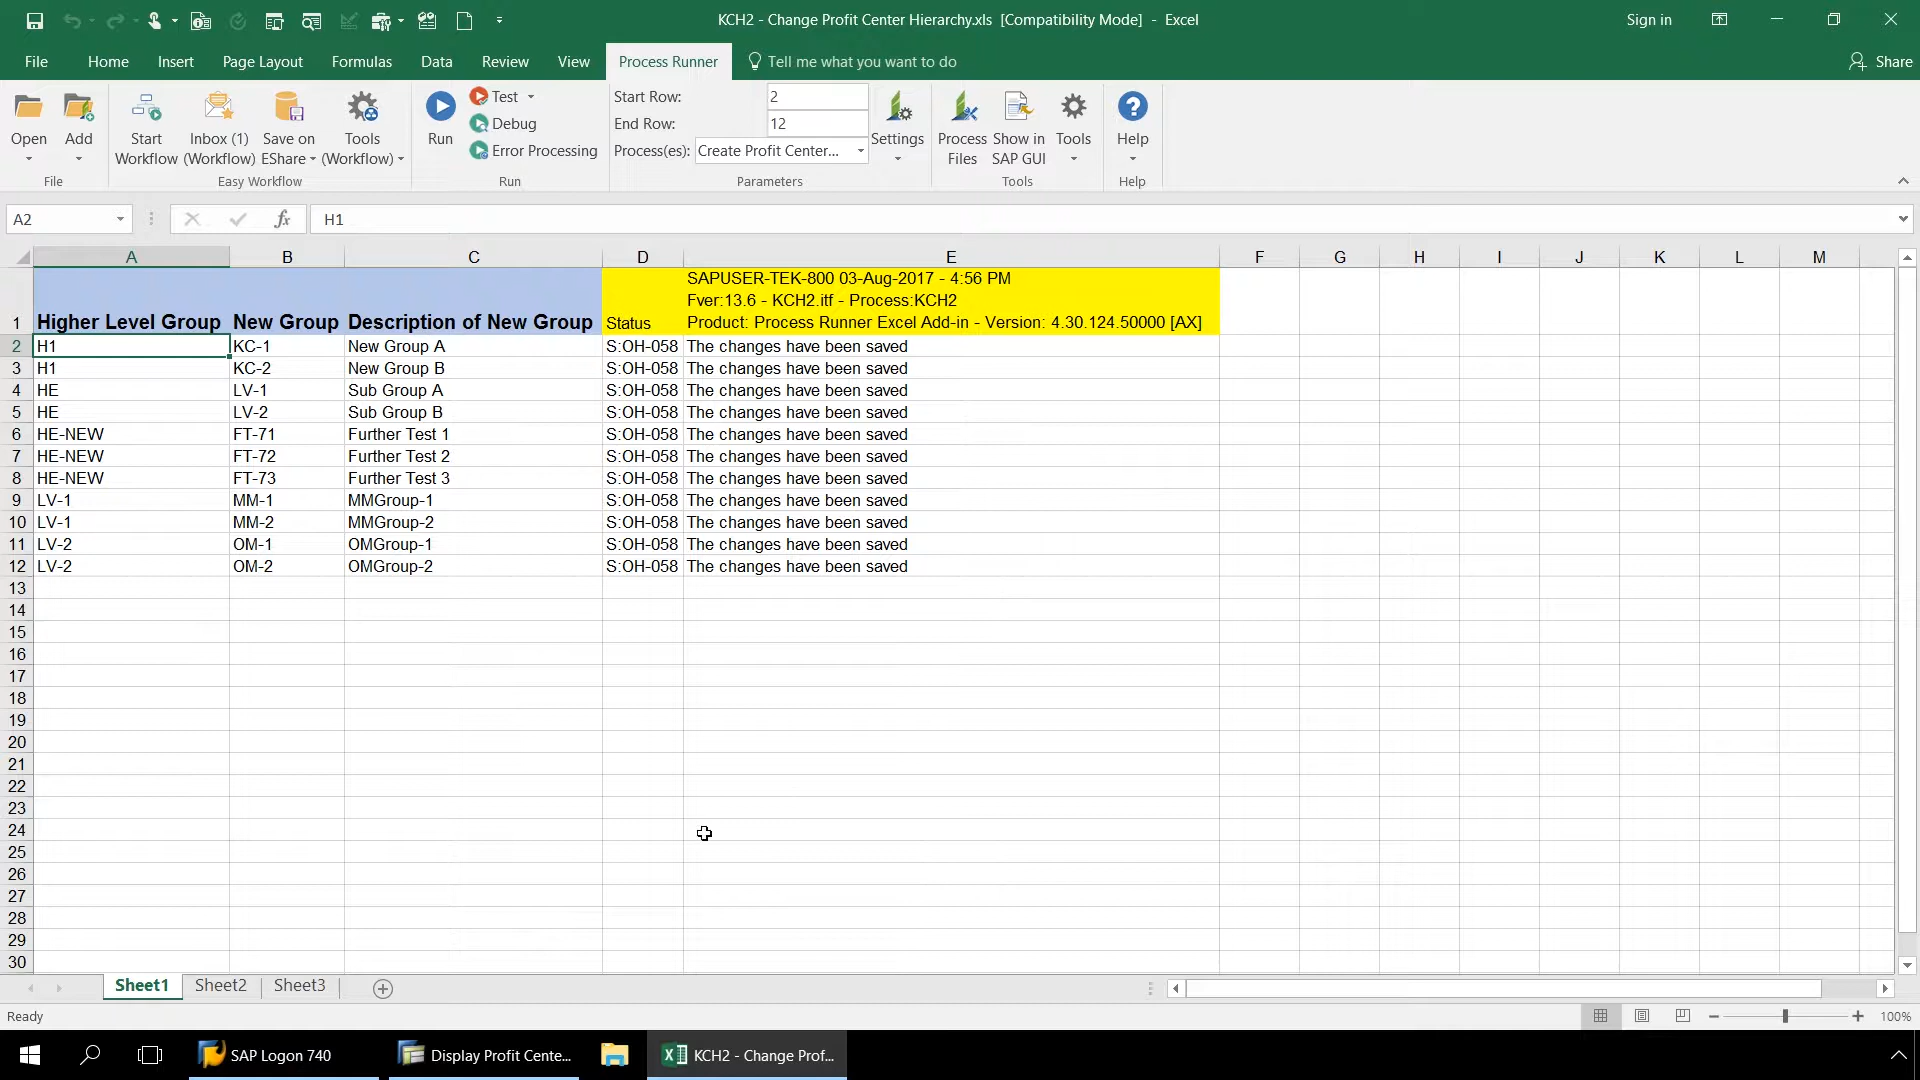 KCH2 - Change Profit Center Hierarchy.xls [Compatibility Mode] - Excel
Sign in
File Home Insert Page Layout Formulas Data Review View Process Runner Tell me what you want to do Share
Open Add Start Workflow Inbox (1) (Workflow) Save on EShare Tools (Workflow) Run Test Debug Error Processing
Start Row: 2
End Row: 12
Process(es): Create Profit Center...
Settings Process Files Show in SAP GUI Tools Help
File Easy Workflow Run Parameters Tools Help
A2 fx H1
A B C D E F G H I J K L M
SAPUSER-TEK-800 03-Aug-2017 - 4:56 PM
Fver:13.6 - KCH2.itf - Process:KCH2
1 Higher Level Group New Group Description of New Group Status Product: Process Runner Excel Add-in - Version: 4.30.124.50000 [AX]
2 H1 KC-1 New Group A S:OH-058 The changes have been saved
3 H1 KC-2 New Group B S:OH-058 The changes have been saved
4 HE LV-1 Sub Group A S:OH-058 The changes have been saved
5 HE LV-2 Sub Group B S:OH-058 The changes have been saved
6 HE-NEW FT-71 Further Test 1 S:OH-058 The changes have been saved
7 HE-NEW FT-72 Further Test 2 S:OH-058 The changes have been saved
8 HE-NEW FT-73 Further Test 3 S:OH-058 The changes have been saved
9 LV-1 MM-1 MMGroup-1 S:OH-058 The changes have been saved
10 LV-1 MM-2 MMGroup-2 S:OH-058 The changes have been saved
11 LV-2 OM-1 OMGroup-1 S:OH-058 The changes have been saved
12 LV-2 OM-2 OMGroup-2 S:OH-058 The changes have been saved
13
14
15
16
17
18
19
20
21
22
23
24
25
26
27
28
29
30
Sheet1 Sheet2 Sheet3
Ready 100%
SAP Logon 740 Display Profit Cente... KCH2 - Change Prof...